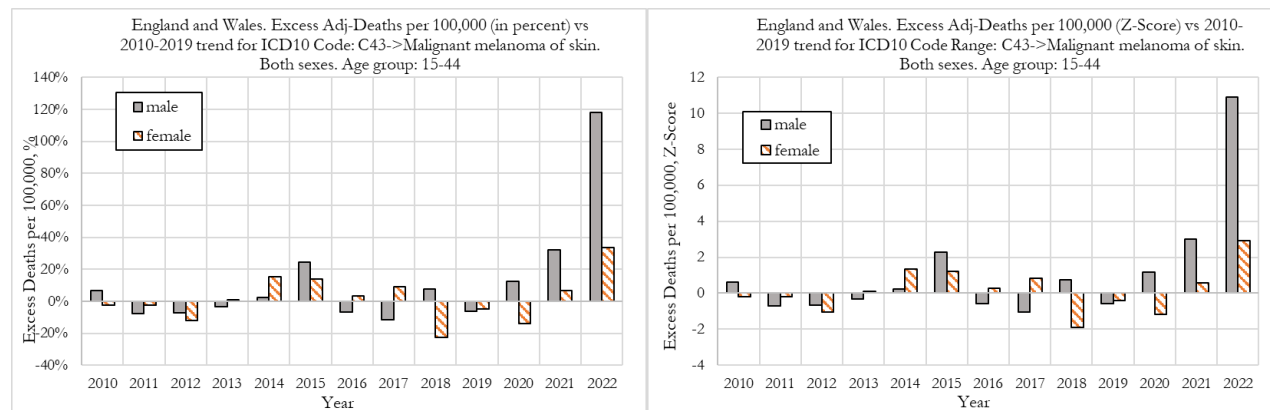 England and Wales. Excess Adj-Deaths per 100,000 (in percent) vs
2010-2019 trend for ICD10 Code: C43->Malignant melanoma of skin.
Both sexes. Age group: 15-44
140%
120%
100%
80%
60%
40%
20%
0%
-20%
-40%
Excess Deaths per 100,000, %
male
female
2010 2011 2012 2013 2014 2015 2016 2017 2018 2019 2020 2021 2022
Year
England and Wales. Excess Adj-Deaths per 100,000 (Z-Score) vs 2010-
2019 trend for ICD10 Code Range: C43->Malignant melanoma of skin.
Both sexes. Age group: 15-44
12
10
8
6
4
2
0
-2
-4
Excess Deaths per 100,000, Z-Score
male
female
2010 2011 2012 2013 2014 2015 2016 2017 2018 2019 2020 2021 2022
Year